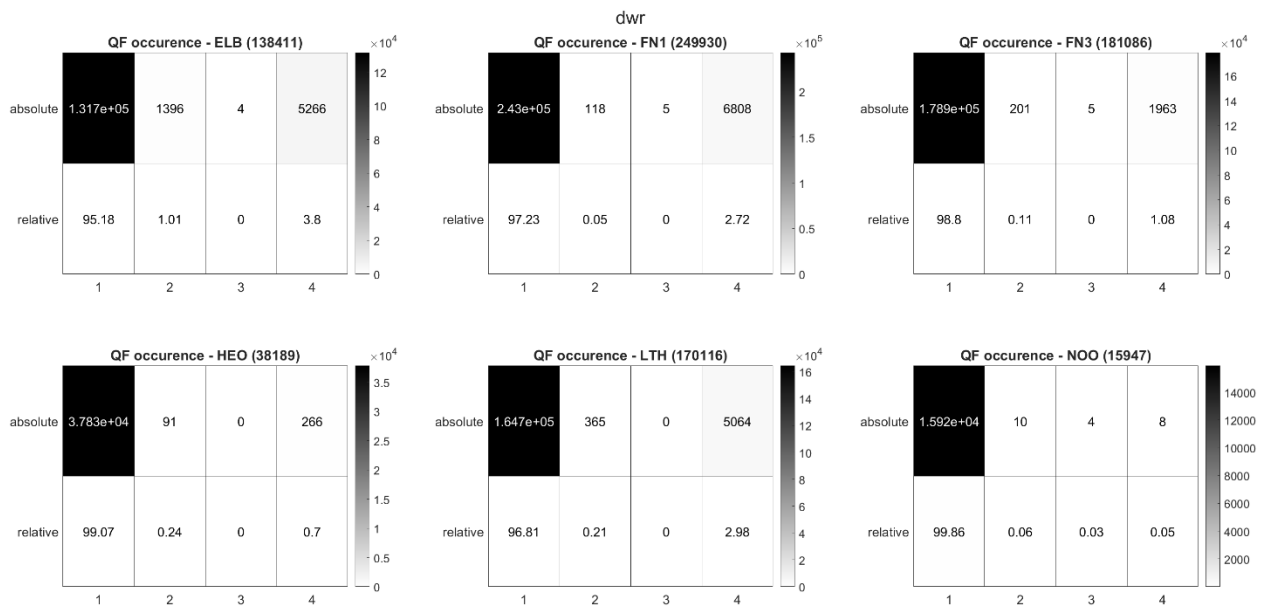 dwr
QF occurence - ELB (138411)
×10^4
absolute 1.317e+05 1396 4 5266
relative 95.18 1.01 0 3.8
12
10
8
6
4
2
0
1 2 3 4
QF occurence - FN1 (249930)
×10^5
absolute 2.43e+05 118 5 6808
relative 97.23 0.05 0 2.72
2
1.5
1
0.5
0
1 2 3 4
QF occurence - FN3 (181086)
×10^4
absolute 1.789e+05 201 5 1963
relative 98.8 0.11 0 1.08
16
14
12
10
8
6
4
2
0
1 2 3 4
QF occurence - HEO (38189)
×10^4
absolute 3.783e+04 91 0 266
relative 99.07 0.24 0 0.7
3.5
3
2.5
2
1.5
1
0.5
0
1 2 3 4
QF occurence - LTH (170116)
×10^4
absolute 1.647e+05 365 0 5064
relative 96.81 0.21 0 2.98
16
14
12
10
8
6
4
2
0
1 2 3 4
QF occurence - NOO (15947)
absolute 1.592e+04 10 4 8
relative 99.86 0.06 0.03 0.05
14000
12000
10000
8000
6000
4000
2000
1 2 3 4